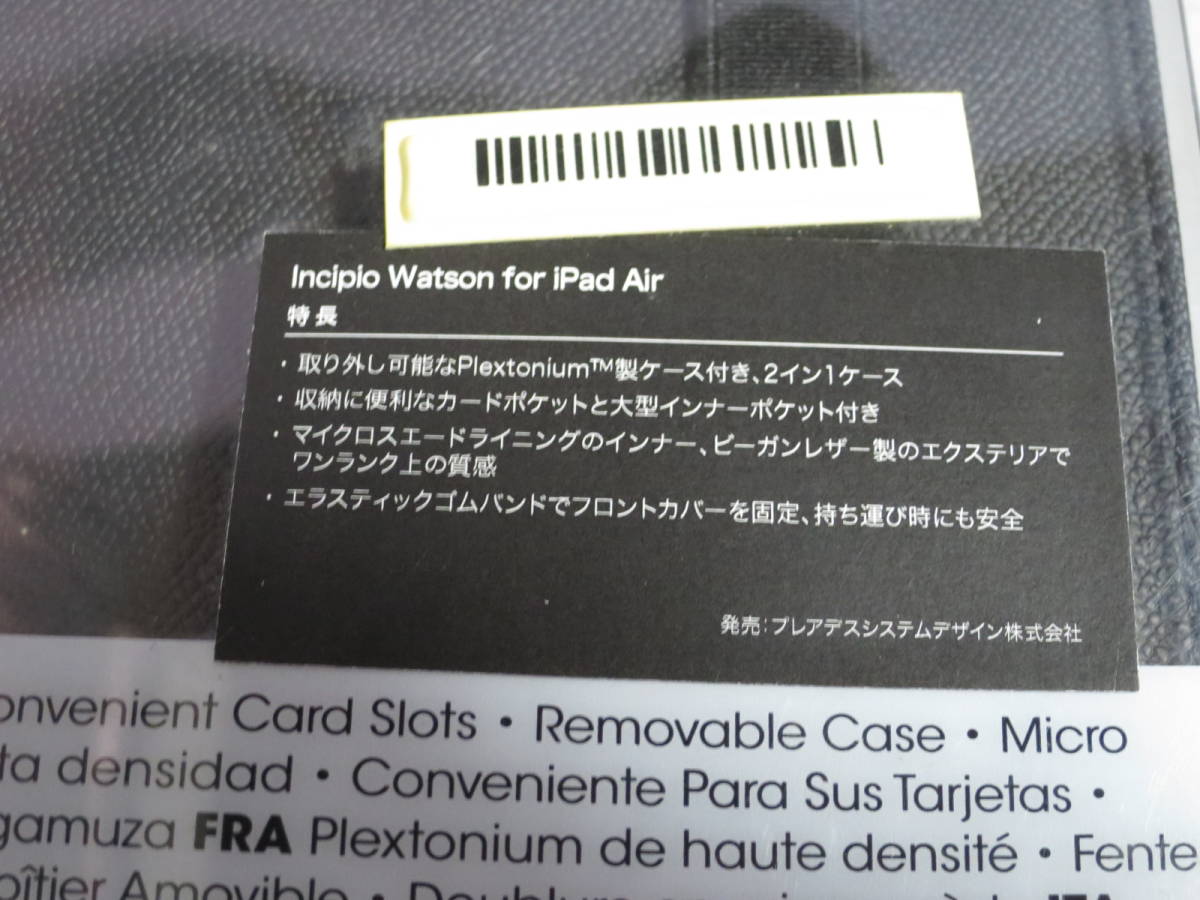 Incipio Watson for iPad Air
特長
・取り外し可能なPlextonium™製ケース付き、2イン1ケース
・収納に便利なカードポケットと大型インナーポケット付き
・マイクロスエードライニングのインナー、ビーガンレザー製のエクステリアで
ワンランク上の質感
・エラスティックゴムバンドでフロントカバーを固定、持ち運び時にも安全
発売：プレアデスシステムデザイン株式会社
onvenient Card Slots • Removable Case • Micro
ta densidad • Conveniente Para Sus Tarjetas •
gamuza FRA Plextonium de haute densité • Fente
oîtier Amovible •